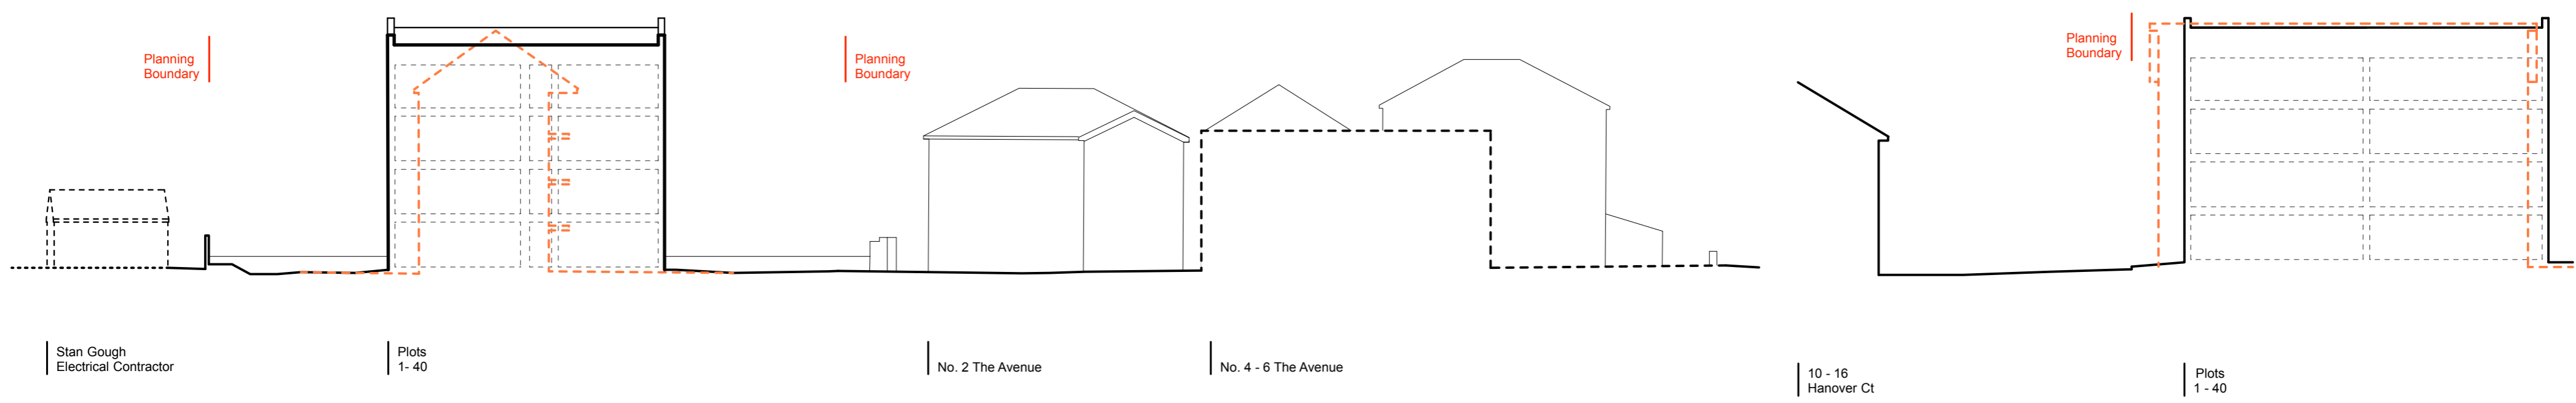 Planning
Boundary
Planning
Boundary
Planning
Boundary
Stan Gough
Electrical Contractor
Plots
1- 40
No. 2 The Avenue
No. 4 - 6 The Avenue
10 - 16
Hanover Ct
Plots
1 - 40